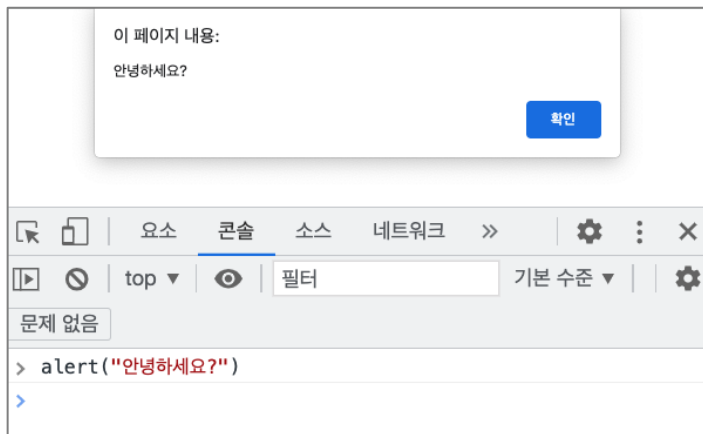 이 페이지 내용:
안녕하세요?
확인
요소 콘솔 소스 네트워크 »
top ▼ 필터 기본 수준 ▼
문제 없음
> alert("안녕하세요?")
>